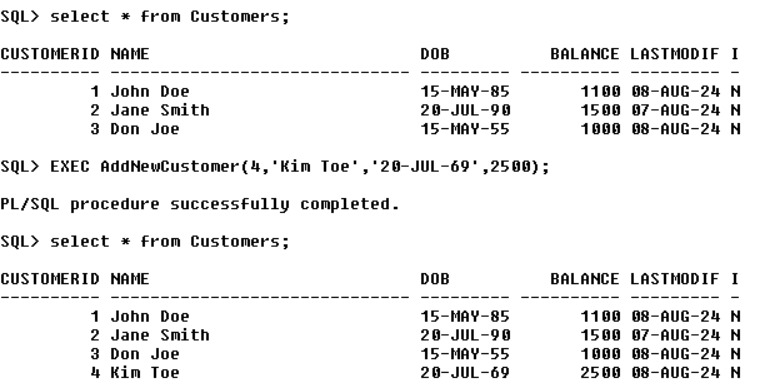 SQL> select * from Customers;
CUSTOMERID NAME DOB BALANCE LASTMODIF I
---------- ------------------------------ --------- ---------- --------- -
1 John Doe 15-MAY-85 1100 08-AUG-24 N
2 Jane Smith 20-JUL-90 1500 07-AUG-24 N
3 Don Joe 15-MAY-55 1000 08-AUG-24 N
SQL> EXEC AddNewCustomer(4,'Kim Toe','20-JUL-69',2500);
PL/SQL procedure successfully completed.
SQL> select * from Customers;
CUSTOMERID NAME DOB BALANCE LASTMODIF I
---------- ------------------------------ --------- ---------- --------- -
1 John Doe 15-MAY-85 1100 08-AUG-24 N
2 Jane Smith 20-JUL-90 1500 07-AUG-24 N
3 Don Joe 15-MAY-55 1000 08-AUG-24 N
4 Kim Toe 20-JUL-69 2500 08-AUG-24 N